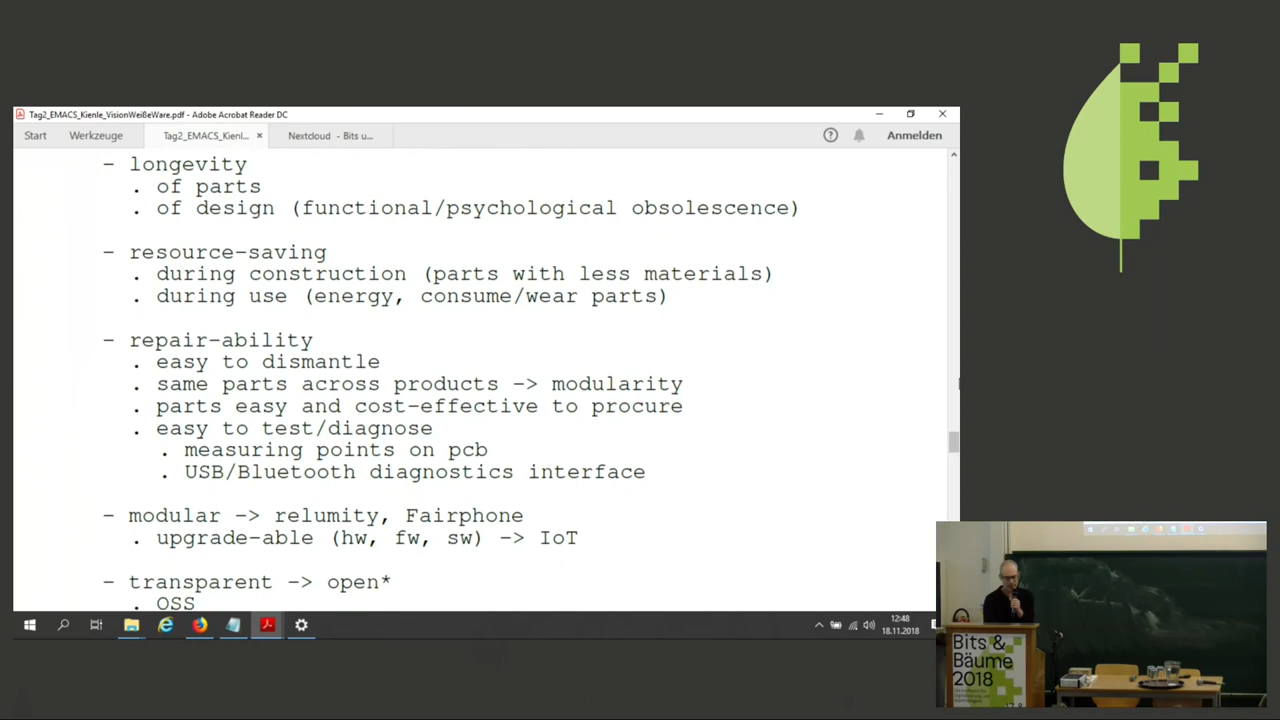 Tag2_EMACS_Kienle_VisionWeißeWare.pdf - Adobe Acrobat Reader DC
Start Werkzeuge Tag2_EMACS_Kienl... × Nextcloud - Bits u... Anmelden
- longevity
. of parts
. of design (functional/psychological obsolescence)
- resource-saving
. during construction (parts with less materials)
. during use (energy, consume/wear parts)
- repair-ability
. easy to dismantle
. same parts across products -> modularity
. parts easy and cost-effective to procure
. easy to test/diagnose
. measuring points on pcb
. USB/Bluetooth diagnostics interface
- modular -> relumity, Fairphone
. upgrade-able (hw, fw, sw) -> IoT
- transparent -> open*
. OSS
12:48
18.11.2018
Bits &
Bäume
2018